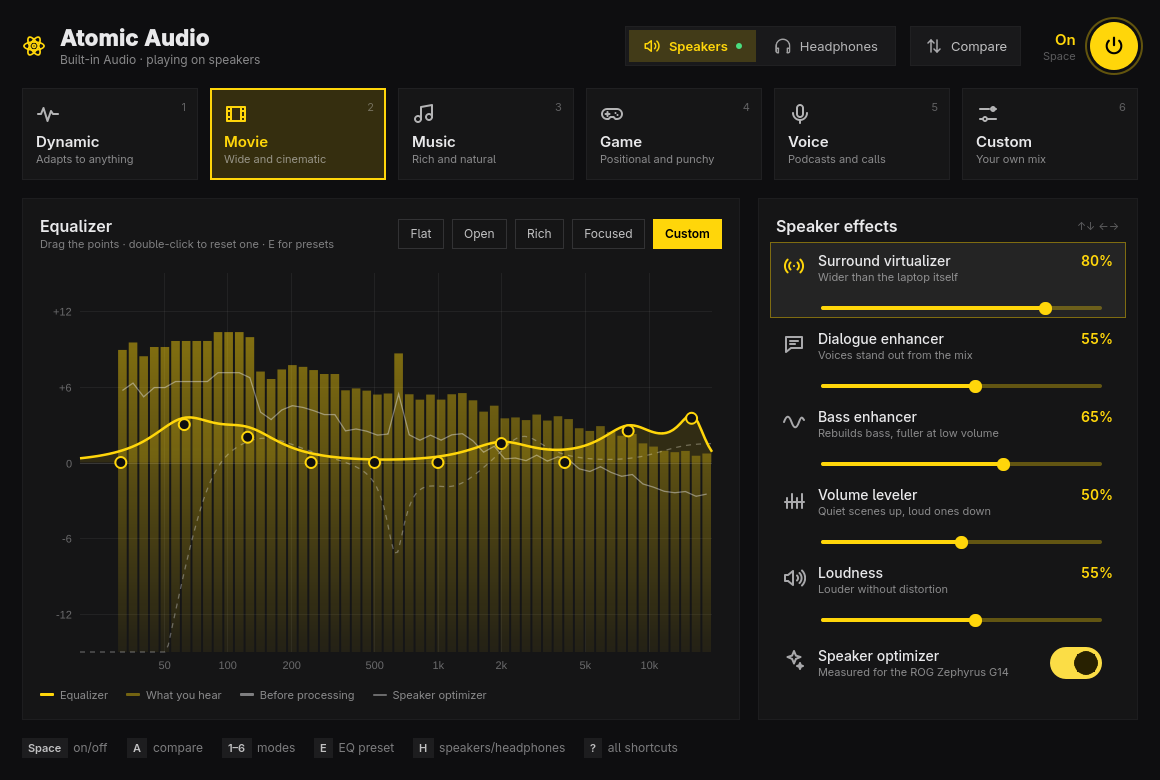 Atomic Audio
Built-in Audio · playing on speakers
Speakers
Headphones
Compare
On
Space
1
Dynamic
Adapts to anything
2
Movie
Wide and cinematic
3
Music
Rich and natural
4
Game
Positional and punchy
5
Voice
Podcasts and calls
6
Custom
Your own mix
Equalizer
Drag the points · double-click to reset one · E for presets
Flat
Open
Rich
Focused
Custom
+12
+6
0
-6
-12
50
100
200
500
1k
2k
5k
10k
Equalizer
What you hear
Before processing
Speaker optimizer
Speaker effects
↑↓ ←→
Surround virtualizer
80%
Wider than the laptop itself
Dialogue enhancer
55%
Voices stand out from the mix
Bass enhancer
65%
Rebuilds bass, fuller at low volume
Volume leveler
50%
Quiet scenes up, loud ones down
Loudness
55%
Louder without distortion
Speaker optimizer
Measured for the ROG Zephyrus G14
Space on/off
A compare
1–6 modes
E EQ preset
H speakers/headphones
? all shortcuts